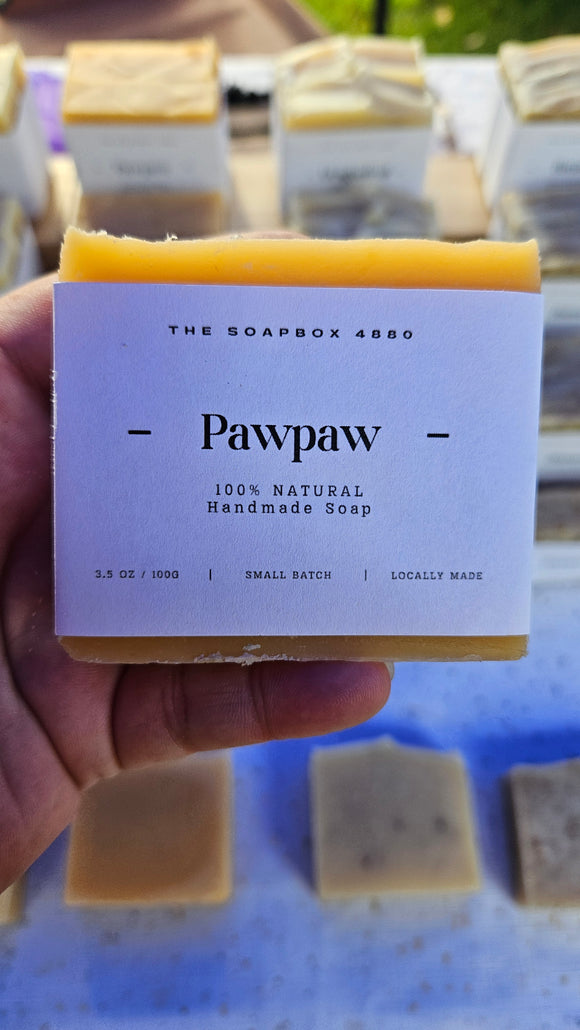 THE SOAPBOX 4880
- Pawpaw -
100% NATURAL
Handmade Soap
3.5 OZ / 100G | SMALL BATCH | LOCALLY MADE